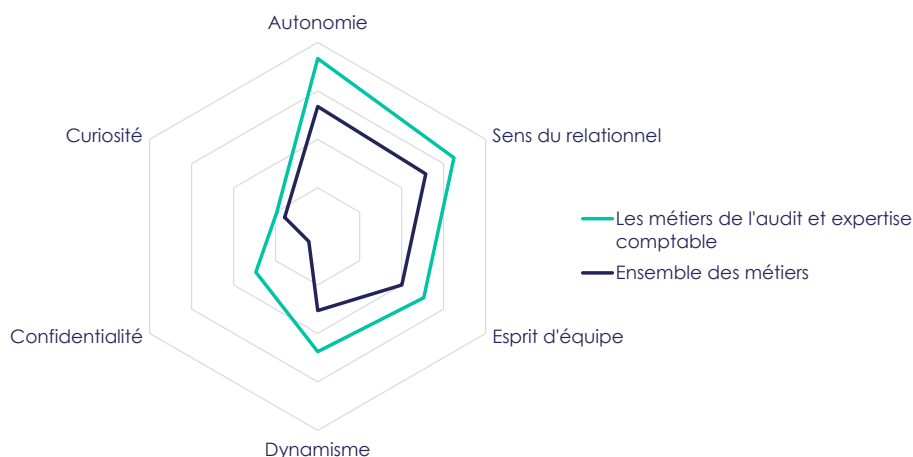 Autonomie
Curiosité
Sens du relationnel
Les métiers de l'audit et expertise
comptable
Ensemble des métiers
Confidentialité
Esprit d'équipe
Dynamisme